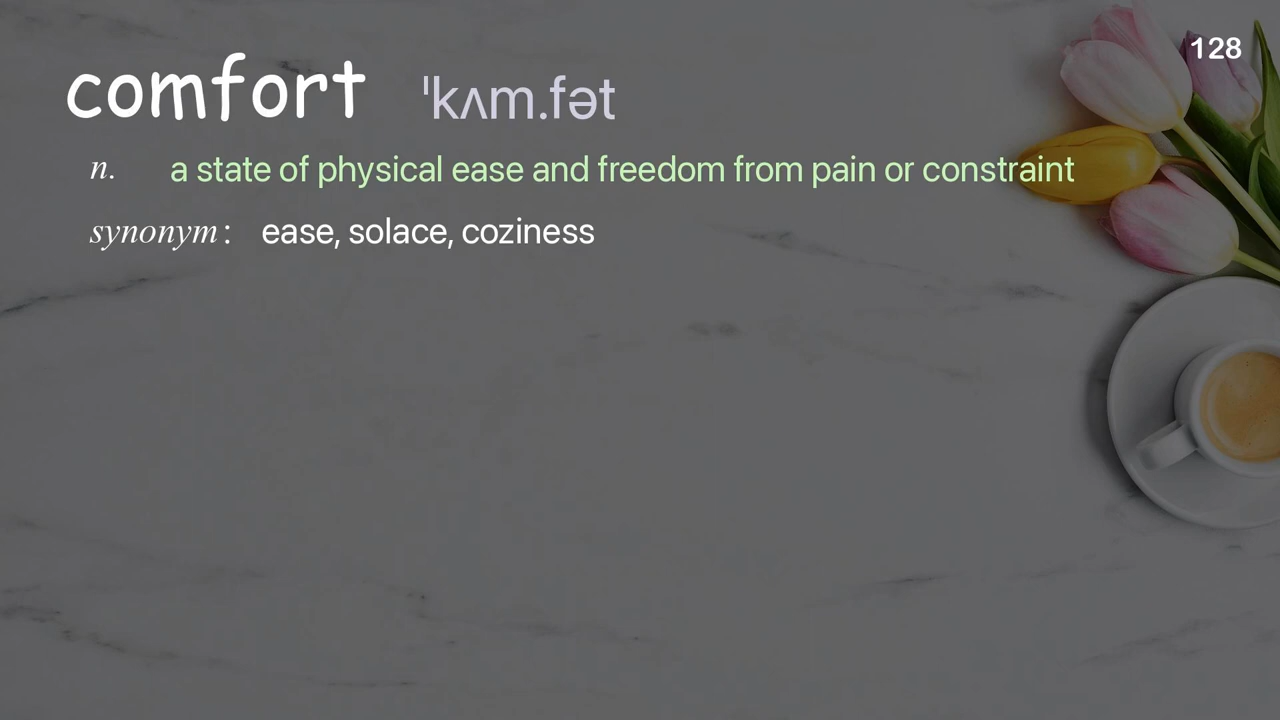 128
comfort ˈkʌm.fət
n. a state of physical ease and freedom from pain or constraint
synonym: ease, solace, coziness